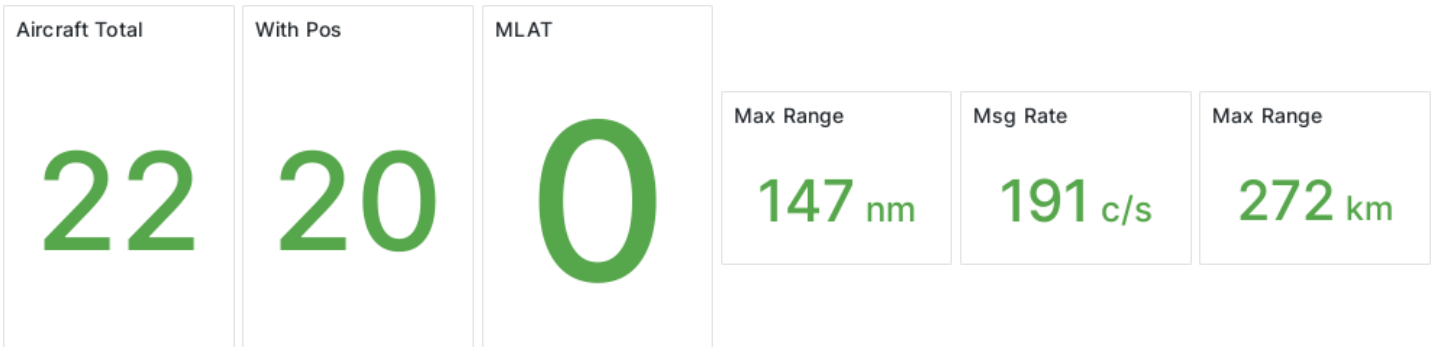 Aircraft Total
22
With Pos
20
MLAT
0
Max Range
147 nm
Msg Rate
191 c/s
Max Range
272 km